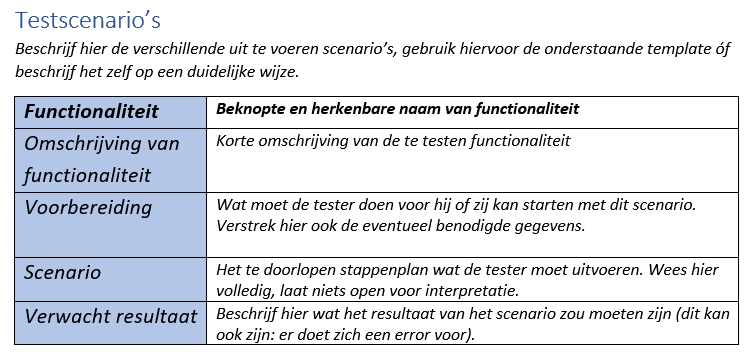 Testscenario’s
Beschrijf hier de verschillende uit te voeren scenario’s, gebruik hiervoor de onderstaande template óf
beschrijf het zelf op een duidelijke wijze.
Functionaliteit
Beknopte en herkenbare naam van functionaliteit
Omschrijving van
functionaliteit
Korte omschrijving van de te testen functionaliteit
Voorbereiding
Wat moet de tester doen voor hij of zij kan starten met dit scenario.
Verstrek hier ook de eventueel benodigde gegevens.
Scenario
Het te doorlopen stappenplan wat de tester moet uitvoeren. Wees hier
volledig, laat niets open voor interpretatie.
Verwacht resultaat
Beschrijf hier wat het resultaat van het scenario zou moeten zijn (dit kan
ook zijn: er doet zich een error voor).